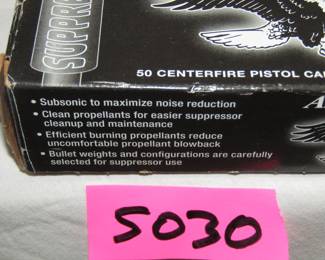 SUPPRE
50 CENTERFIRE PISTOL CA
A
• Subsonic to maximize noise reduction
• Clean propellants for easier suppressor
cleanup and maintenance
• Efficient burning propellants reduce
uncomfortable propellant blowback
• Bullet weights and configurations are carefully
selected for suppressor use
5030